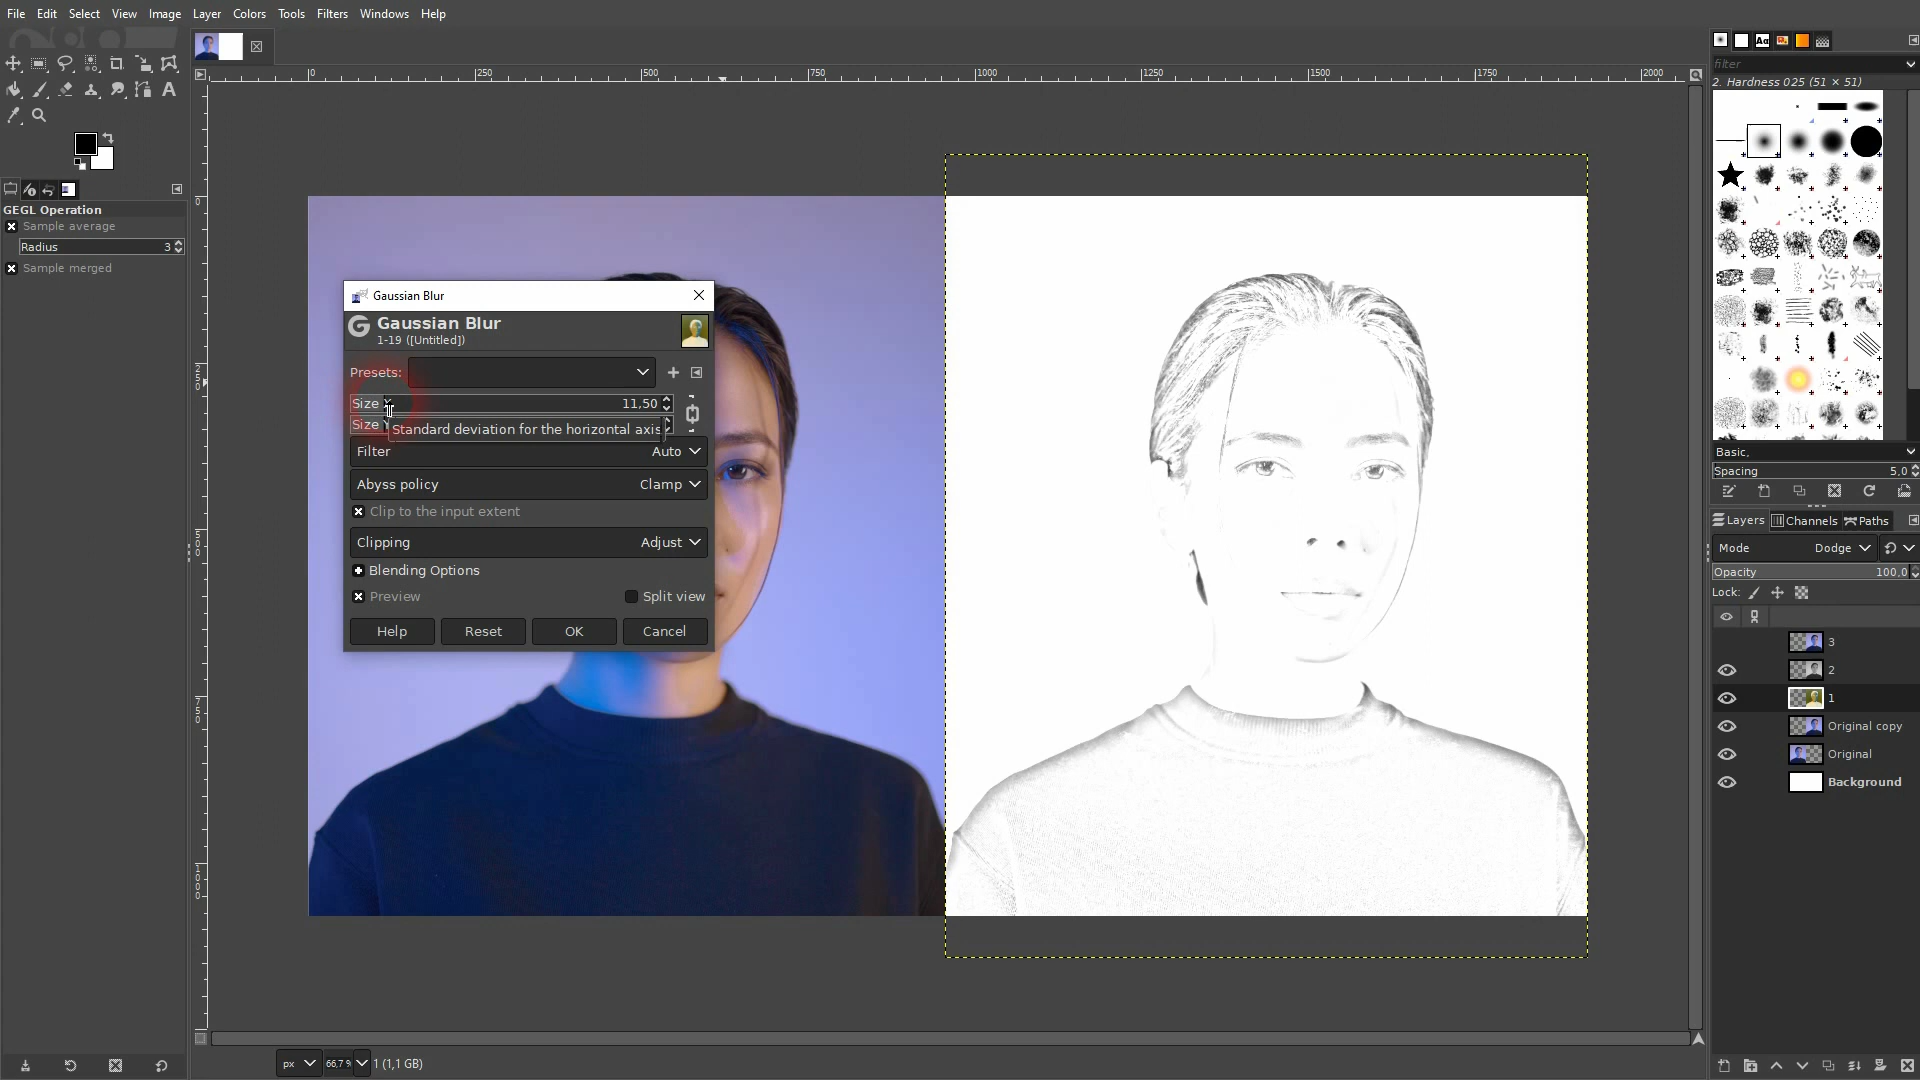 File Edit Select View Image Layer Colors Tools Filters Windows Help
0 250 500 750 1000 1250 1500 1750 2000
filter
2. Hardness 025 (51 × 51)
GEGL Operation
Sample average
Radius 3
Sample merged
0
250
500
750
1000
Gaussian Blur
Gaussian Blur
1-19 ([Untitled])
Presets:
Size X 11,50
Size Y
Standard deviation for the horizontal axis
Filter Auto
Abyss policy Clamp
Clip to the input extent
Clipping Adjust
Blending Options
Preview Split view
Help Reset OK Cancel
Basic,
Spacing 5,0
Layers Channels Paths
Mode Dodge
Opacity 100,0
Lock:
3
2
1
Original copy
Original
Background
px 66,7 % 1 (1,1 GB)